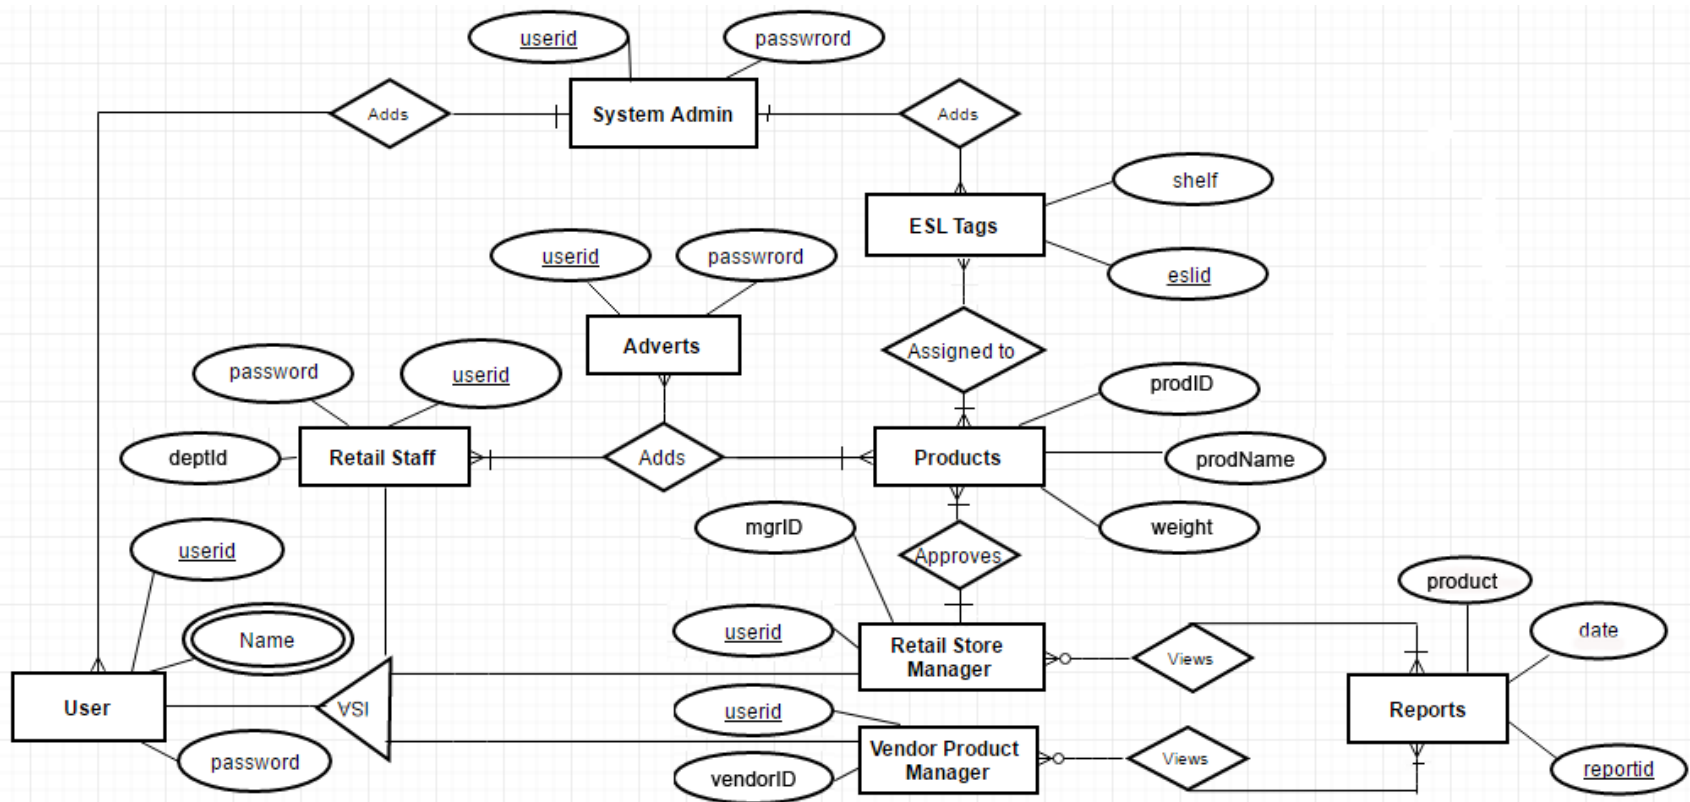 userid
passwrord
Adds
System Admin
Adds
shelf
ESL Tags
userid
passwrord
eslid
Adverts
Assigned to
password
userid
prodID
deptId
Retail Staff
Adds
Products
prodName
mgrID
weight
userid
Approves
product
Name
userid
Retail Store
Manager
Views
date
User
ISA
userid
Reports
password
vendorID
Vendor Product
Manager
Views
reportid